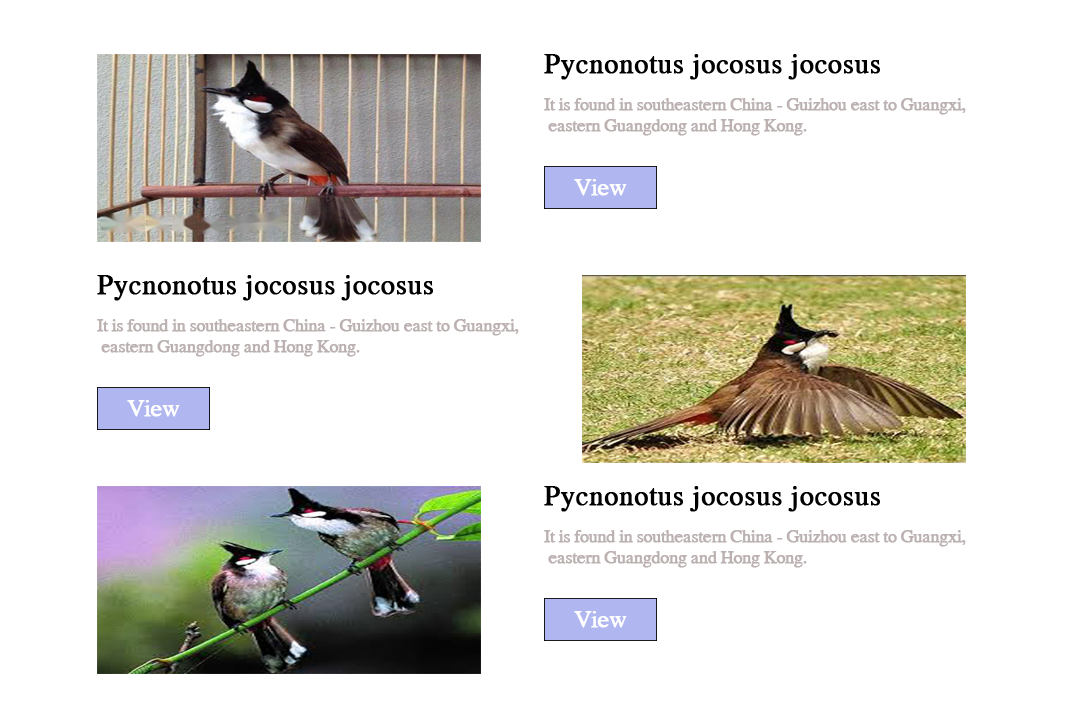 Pycnonotus jocosus jocosus
It is found in southeastern China - Guizhou east to Guangxi,
eastern Guangdong and Hong Kong.
View
Pycnonotus jocosus jocosus
It is found in southeastern China - Guizhou east to Guangxi,
eastern Guangdong and Hong Kong.
View
Pycnonotus jocosus jocosus
It is found in southeastern China - Guizhou east to Guangxi,
eastern Guangdong and Hong Kong.
View